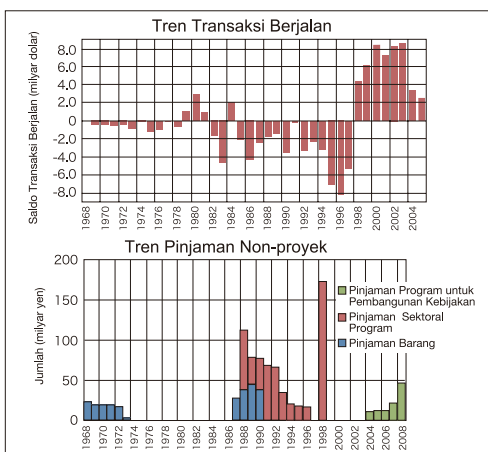 Tren Transaksi Berjalan
Saldo Transaksi Berjalan (milyar dolar)
8.0
6.0
4.0
2.0
0
-2.0
-4.0
-6.0
-8.0
1968 1970 1972 1974 1976 1978 1980 1982 1984 1986 1988 1990 1992 1994 1996 1998 2000 2002 2004
Tren Pinjaman Non-proyek
Jumlah (milyar yen)
200
150
100
50
0
Pinjaman Program untuk
Pembangunan Kebijakan
Pinjaman Sektoral
Program
Pinjaman Barang
1968 1970 1972 1974 1976 1978 1980 1982 1984 1986 1988 1990 1992 1994 1996 1998 2000 2002 2004 2006 2008